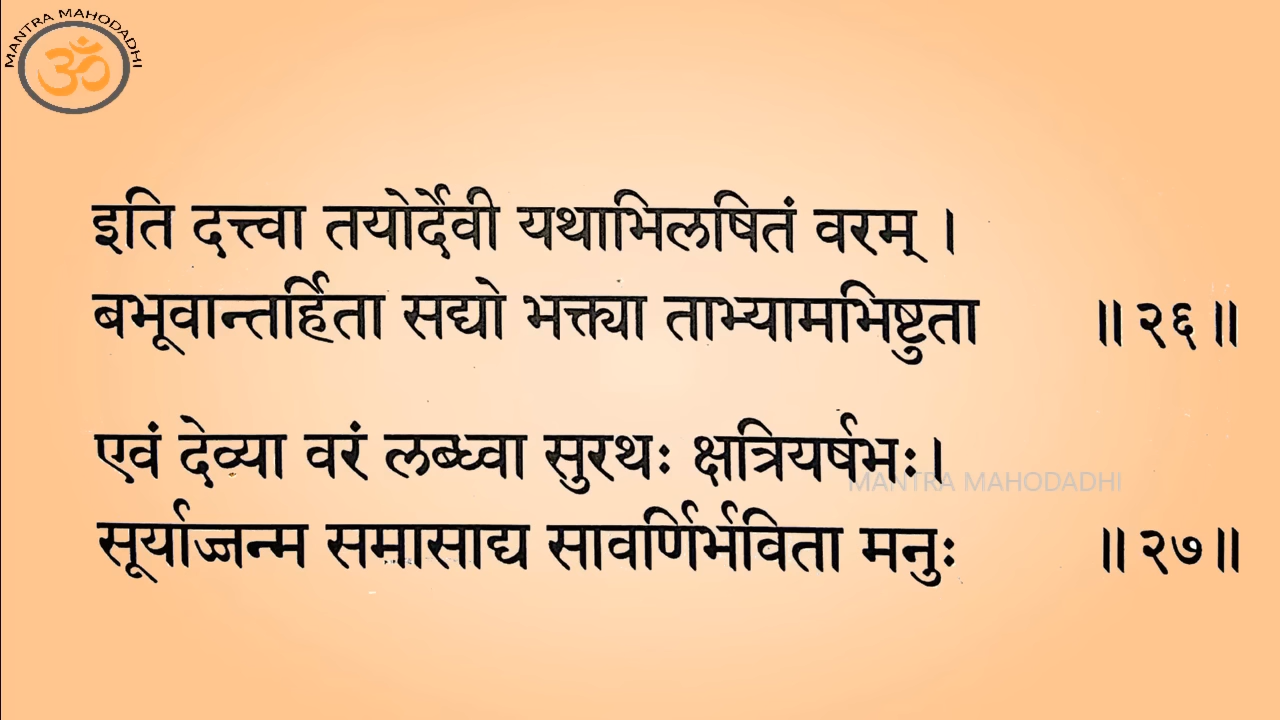 MANTRA MAHODADHI
ॐ
इति दत्त्वा तयोर्दैवी यथाभिलषितं वरम् ।
बभूवान्तर्हिता सद्यो भक्त्या ताभ्यामभिष्टुता ॥ २६ ॥
एवं देव्या वरं लब्ध्वा सुरथः क्षत्रियर्षभः।
MANTRA MAHODADHI
सूर्याज्जन्म समासाद्य सावर्णिर्भविता मनुः ॥ २७ ॥